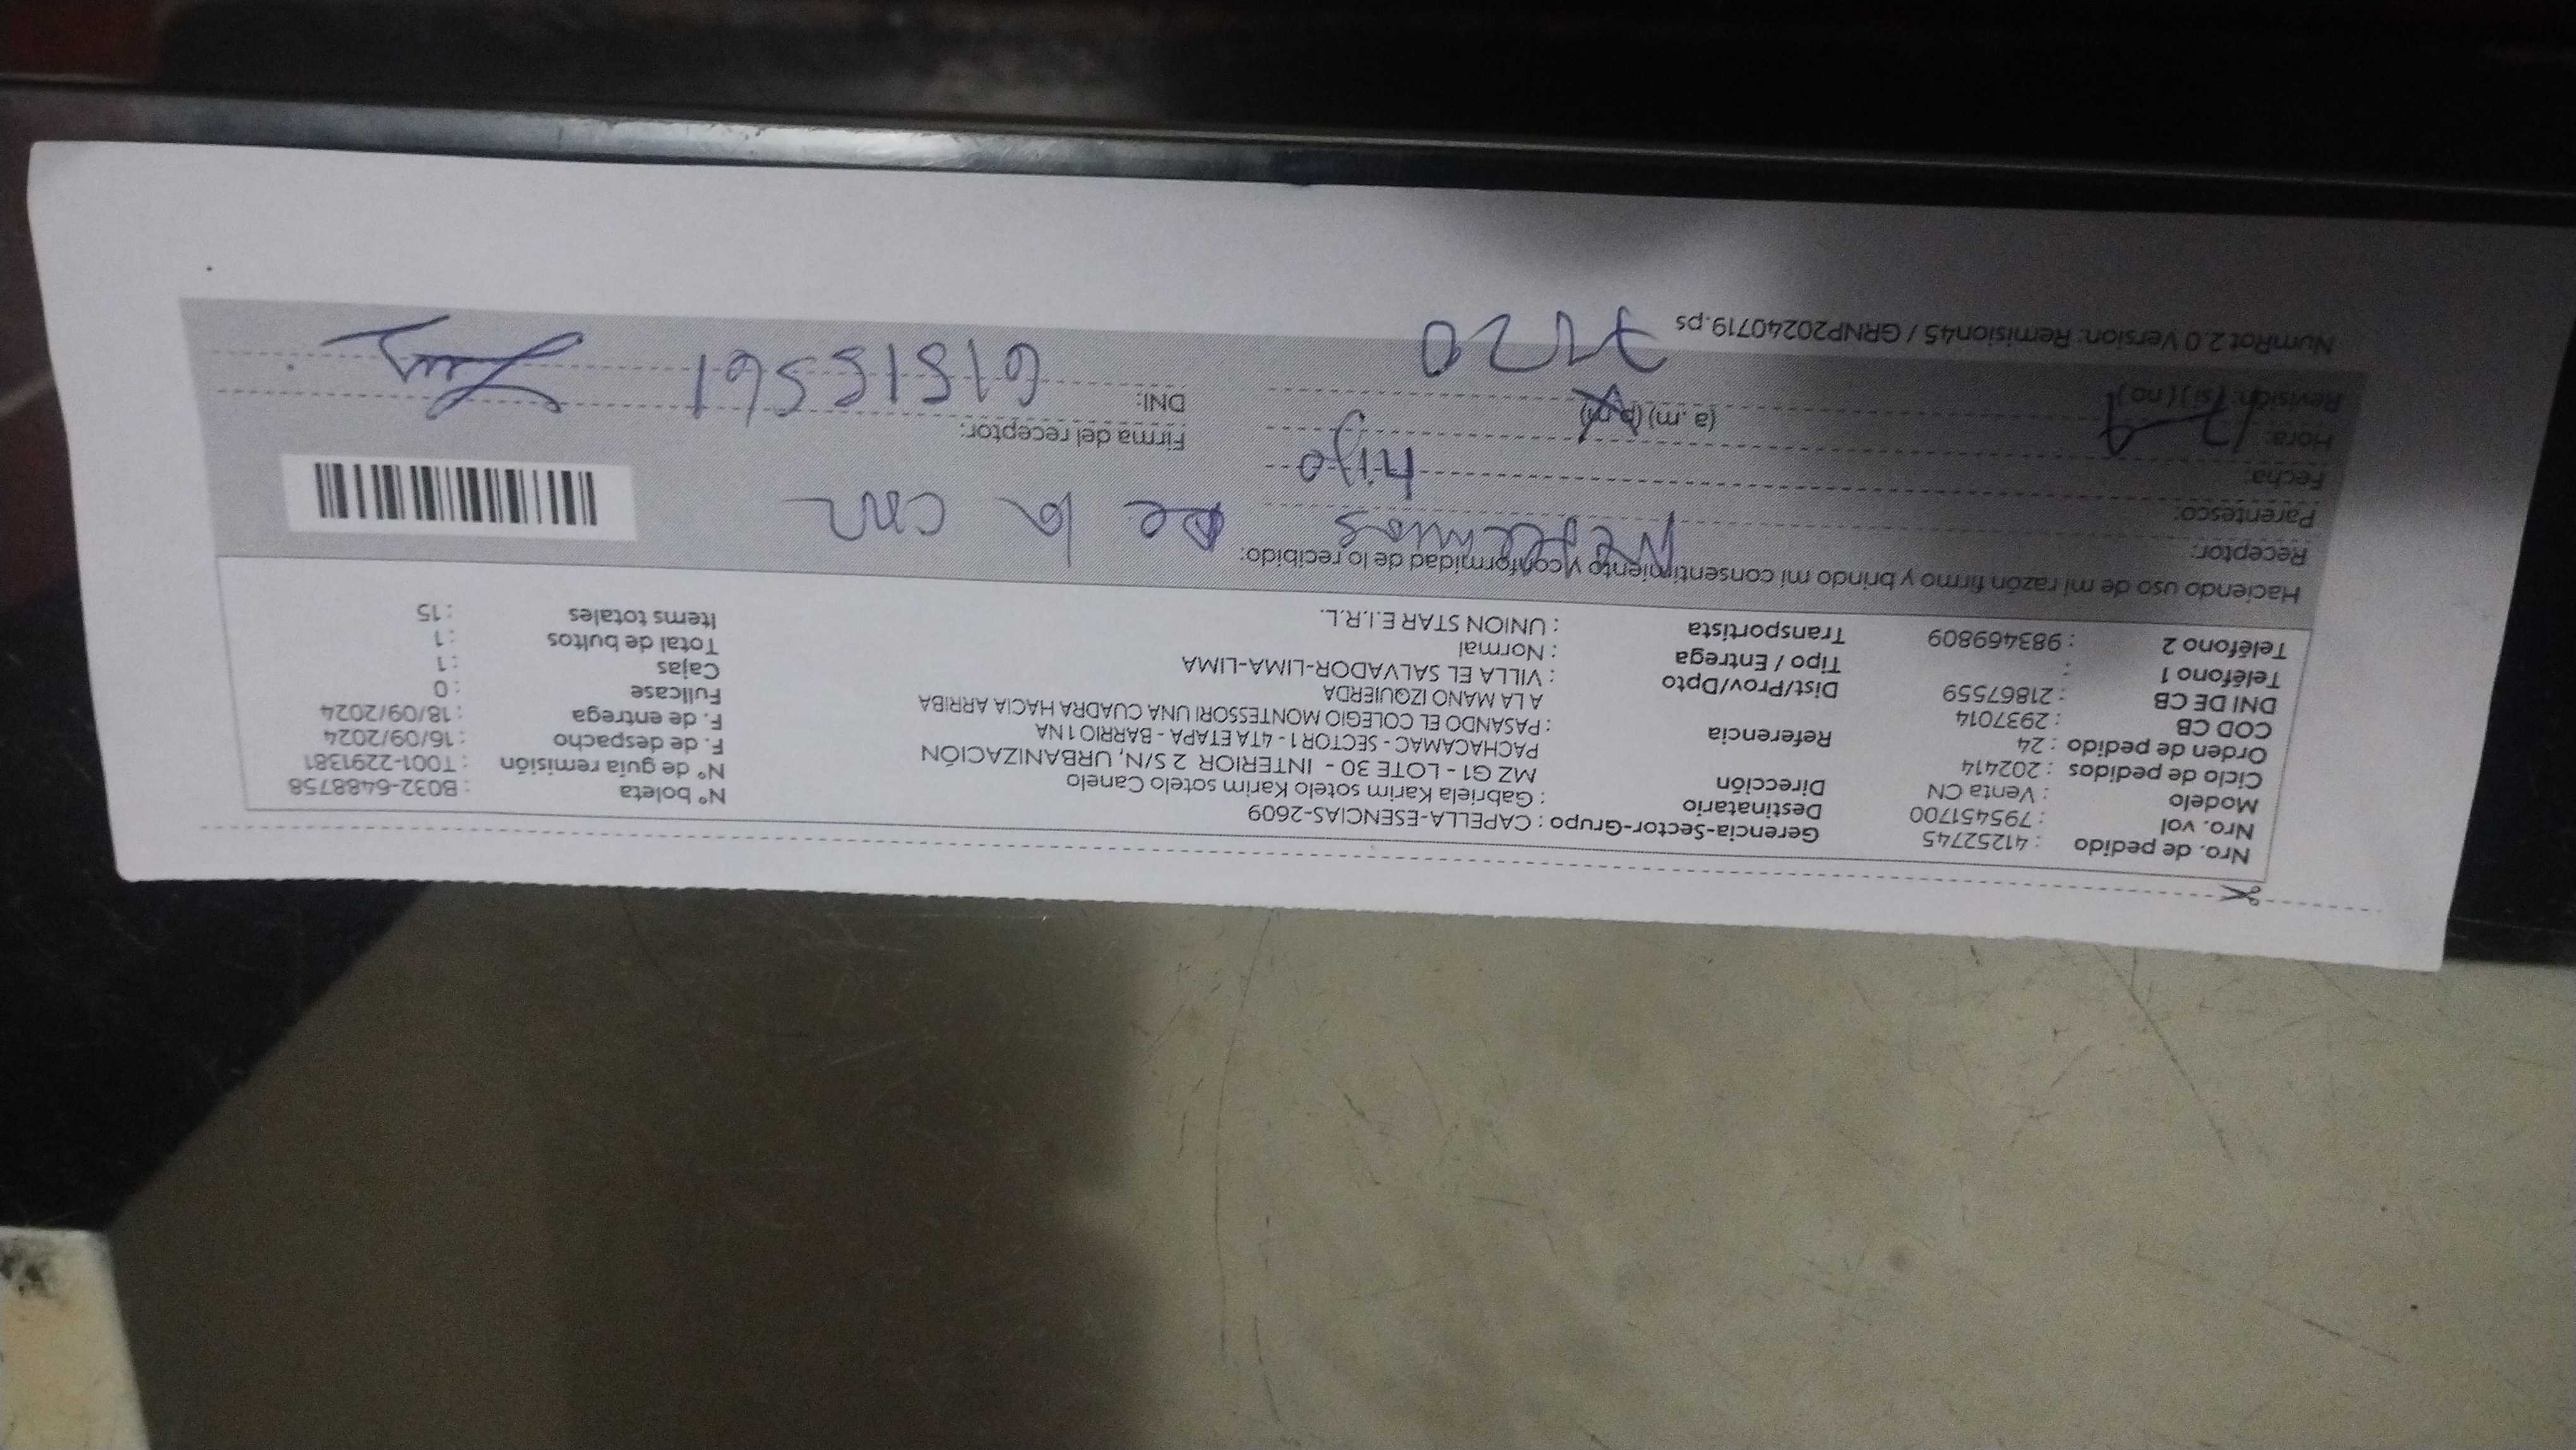 Nro. de pedido : 41252745
Nro. vol : 795451700
Modelo : Venta CN
Ciclo de pedidos : 202414
Orden de pedido : 24
COD CB : 2937014
DNI DE CB : 21867559
Teléfono 1 :
Teléfono 2 : 983469809
Gerencia-Sector-Grupo : CAPELLA-ESENCIAS-2609
Destinatario : Gabriela Karim sotelo Karim sotelo Canelo
Dirección MZ G1 - LOTE 30 - INTERIOR 2 S/N, URBANIZACIÓN
PACHACAMAC - SECTOR 1 - 4TA ETAPA - BARRIO 1 NA
Referencia : PASANDO EL COLEGIO MONTESSORI UNA CUADRA HACIA ARRIBA
A LA MANO IZQUIERDA
Dist/Prov/Dpto : VILLA EL SALVADOR-LIMA-LIMA
Tipo / Entrega : Normal
Transportista : UNION STAR E.I.R.L.
N° boleta : B032-6488758
N° de guía remisión : T001-2291381
F. de despacho : 16/09/2024
F. de entrega : 18/09/2024
Fullcase : 0
Cajas : 1
Total de bultos : 1
Items totales : 15
Haciendo uso de mi razón firmo y brindo mi consentimiento y conformidad de lo recibido:
Receptor: de la
Parentesco: hijo
Fecha:
Hora: (a.m) (p.m)
Revisión: (si) (no)
7120
Firma del receptor:
DNI: 61515561
NumRot 2.0 Version: Remision45 / GRNP20240719.ps